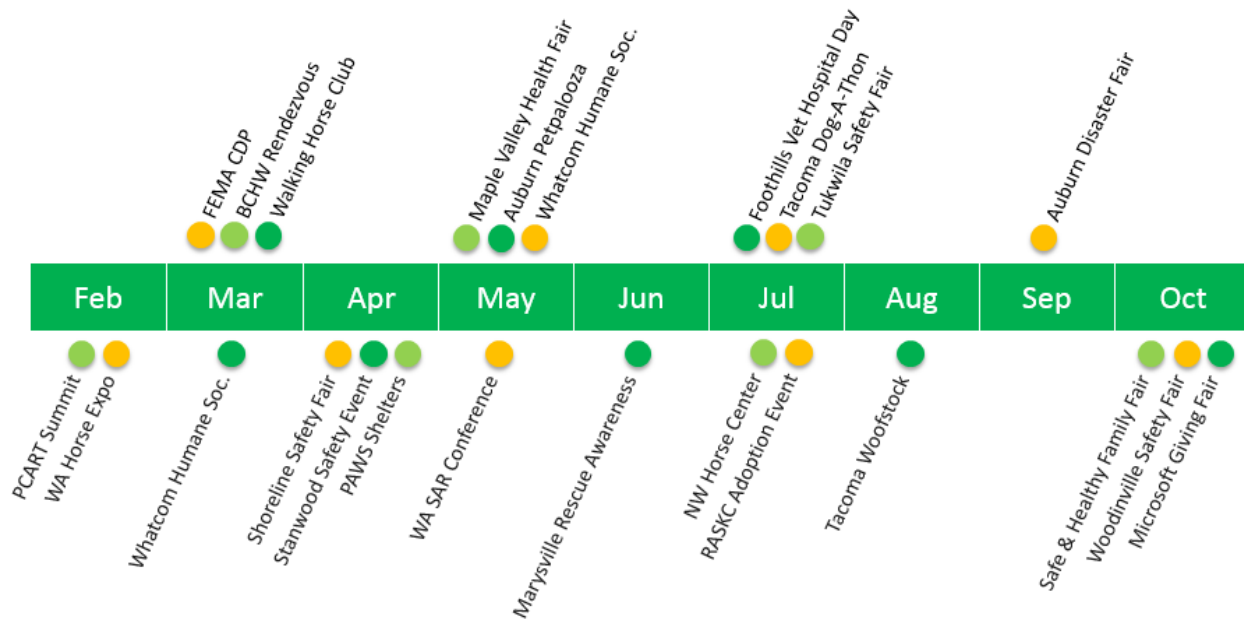 FEMA CDP
BCHW Rendezvous
Walking Horse Club
Maple Valley Health Fair
Auburn Petpalooza
Whatcom Humane Soc.
Foothills Vet Hospital Day
Tacoma Dog-A-Thon
Tukwila Safety Fair
Auburn Disaster Fair
Feb
Mar
Apr
May
Jun
Jul
Aug
Sep
Oct
PCART Summit
WA Horse Expo
Whatcom Humane Soc.
Shoreline Safety Fair
Stanwood Safety Event
PAWS Shelters
WA SAR Conference
Marysville Rescue Awareness
NW Horse Center
RASKC Adoption Event
Tacoma Woofstock
Safe & Healthy Family Fair
Woodinville Safety Fair
Microsoft Giving Fair